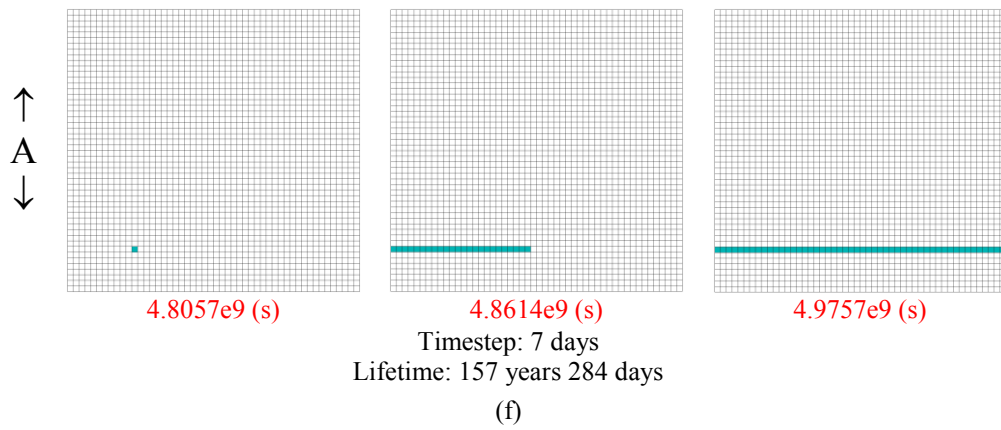 ↑
A
↓
4.8057e9 (s)
4.8614e9 (s)
4.9757e9 (s)
Timestep: 7 days
Lifetime: 157 years 284 days
(f)